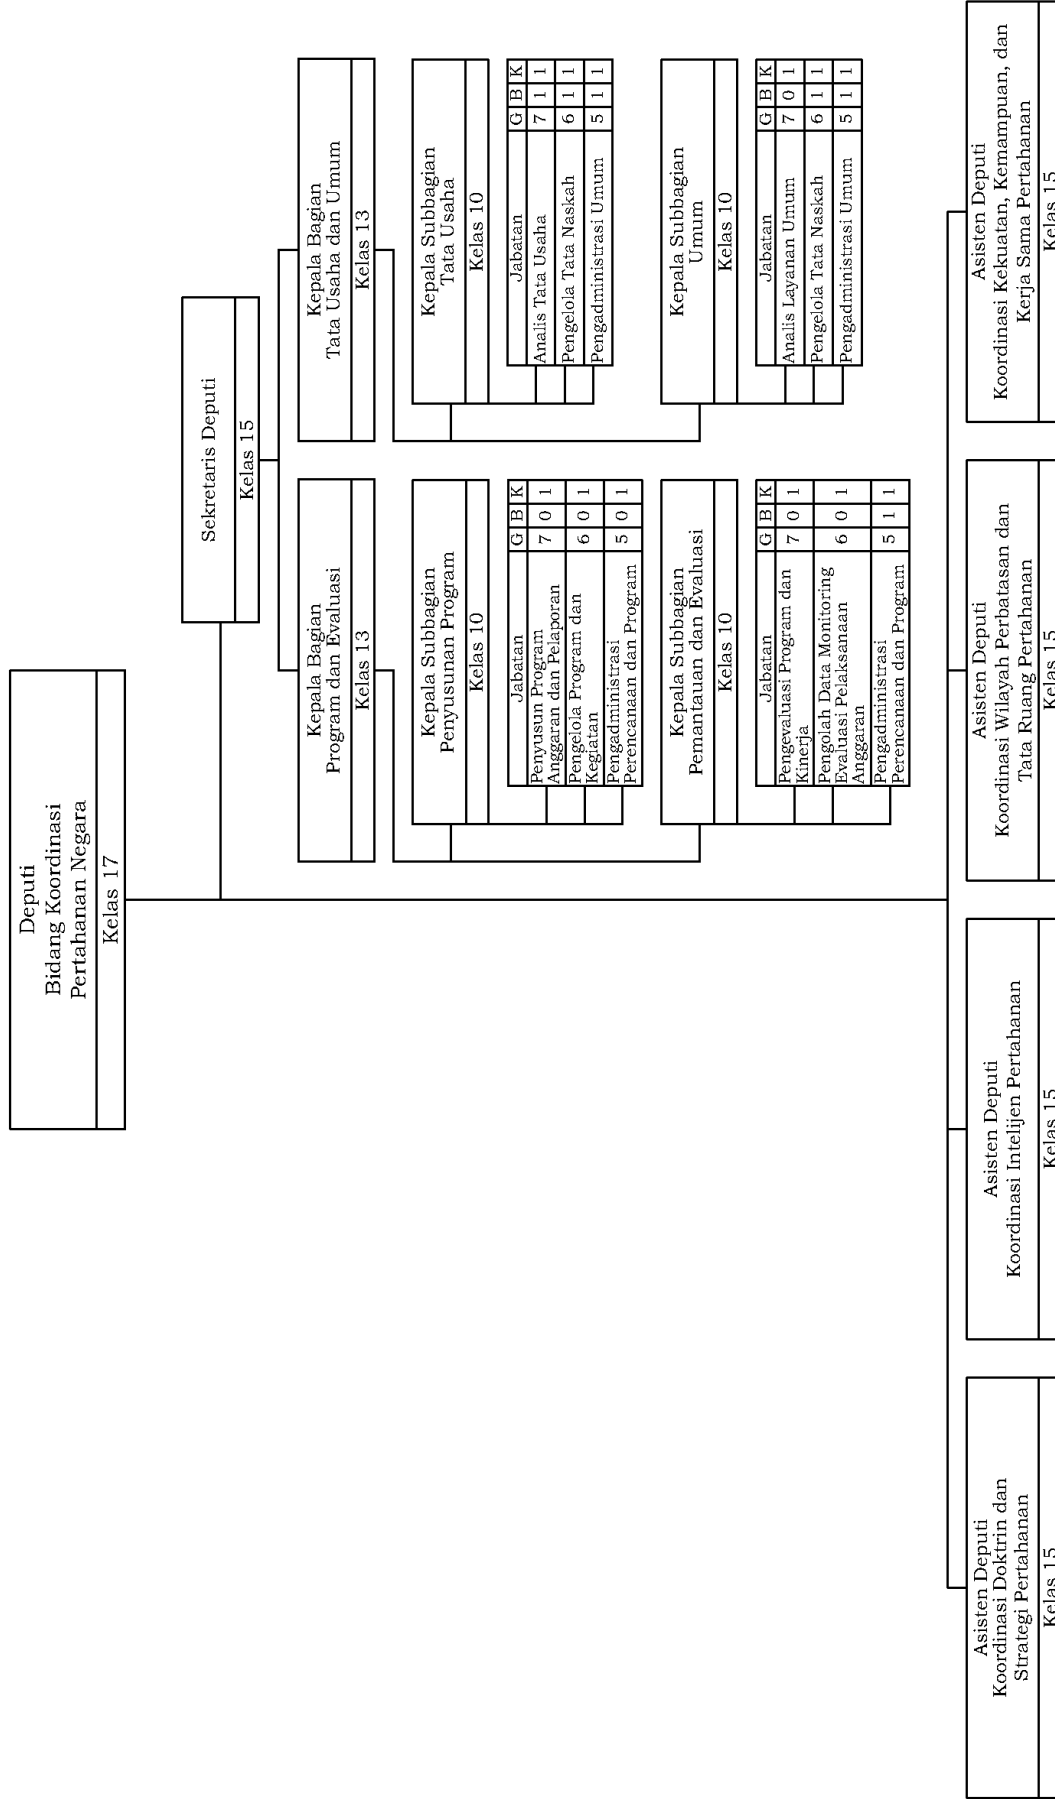 Deputi
Bidang Koordinasi
Pertahanan Negara
Kelas 17
Sekretaris Deputi
Kelas 15
Kepala Bagian
Program dan Evaluasi
Kelas 13
Kepala Bagian
Tata Usaha dan Umum
Kelas 13
Kepala Subbagian
Penyusunan Program
Kelas 10
Jabatan G B K
Penyusun Program
Anggaran dan Pelaporan 7 0 1
Pengelola Program dan
Kegiatan 6 0 1
Pengadministrasi
Perencanaan dan Program 5 0 1
Kepala Subbagian
Tata Usaha
Kelas 10
Jabatan G B K
Analis Tata Usaha 7 1 1
Pengelola Tata Naskah 6 1 1
Pengadministrasi Umum 5 1 1
Kepala Subbagian
Pemantauan dan Evaluasi
Kelas 10
Jabatan G B K
Pengevaluasi Program dan
Kinerja 7 0 1
Pengolah Data Monitoring
Evaluasi Pelaksanaan
Anggaran 6 0 1
Pengadministrasi
Perencanaan dan Program 5 1 1
Kepala Subbagian
Umum
Kelas 10
Jabatan G B K
Analis Layanan Umum 7 0 1
Pengelola Tata Naskah 6 1 1
Pengadministrasi Umum 5 1 1
Asisten Deputi
Koordinasi Doktrin dan
Strategi Pertahanan
Kelas 15
Asisten Deputi
Koordinasi Intelijen Pertahanan
Kelas 15
Asisten Deputi
Koordinasi Wilayah Perbatasan dan
Tata Ruang Pertahanan
Kelas 15
Asisten Deputi
Koordinasi Kekuatan, Kemampuan, dan
Kerja Sama Pertahanan
Kelas 15